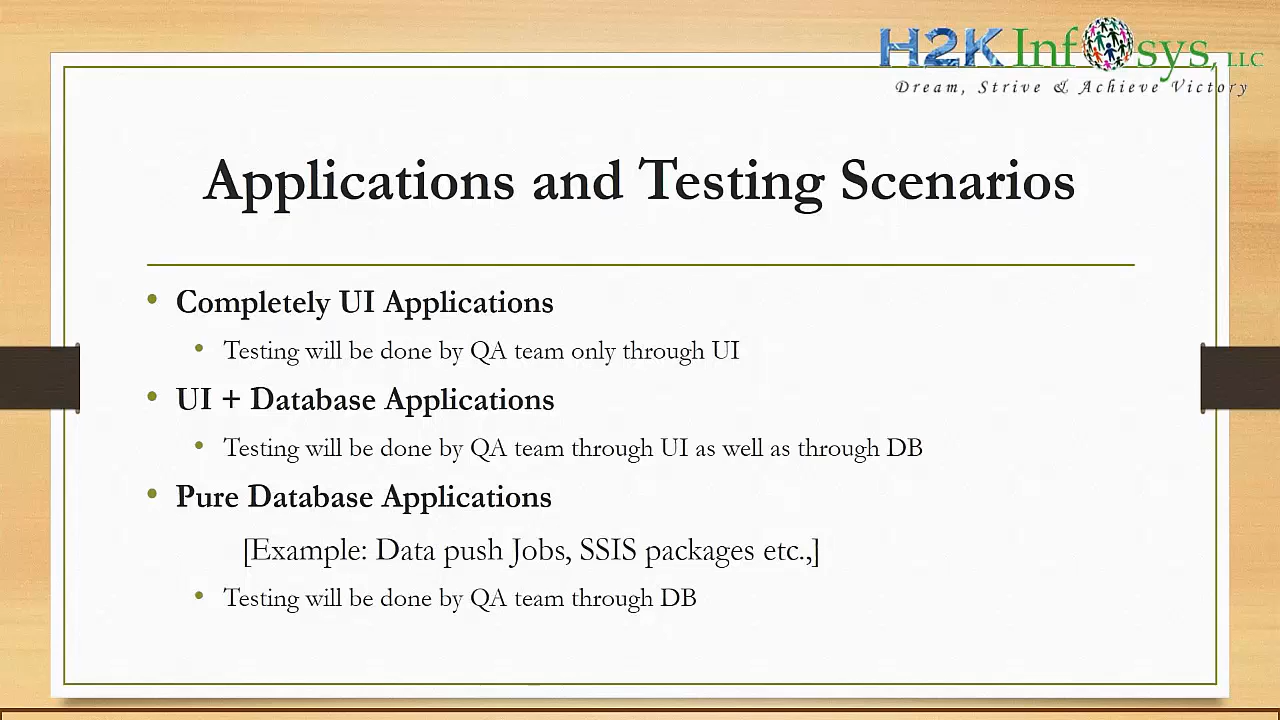 H2K Infosys, LLC
Dream, Strive & Achieve Victory
Applications and Testing Scenarios
• Completely UI Applications
• Testing will be done by QA team only through UI
• UI + Database Applications
• Testing will be done by QA team through UI as well as through DB
• Pure Database Applications
[Example: Data push Jobs, SSIS packages etc.,]
• Testing will be done by QA team through DB